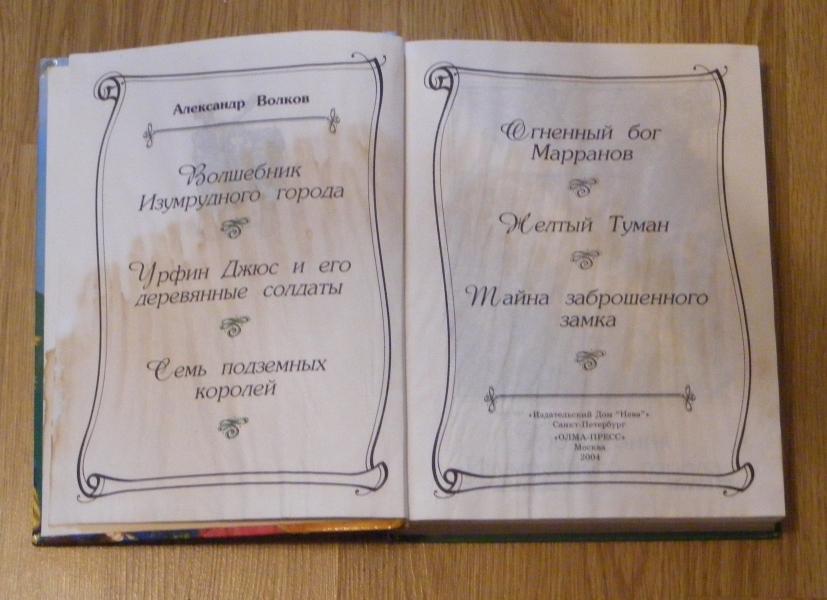 Александр Волков
Волшебник
Изумрудного города
Урфин Джюс и его
деревянные солдаты
Семь подземных
королей
Огненный бог
Марранов
Желтый Туман
Тайна заброшенного
замка
«Издательский Дом "Нева"»
Санкт-Петербург
«ОЛМА-ПРЕСС»
Москва
2004